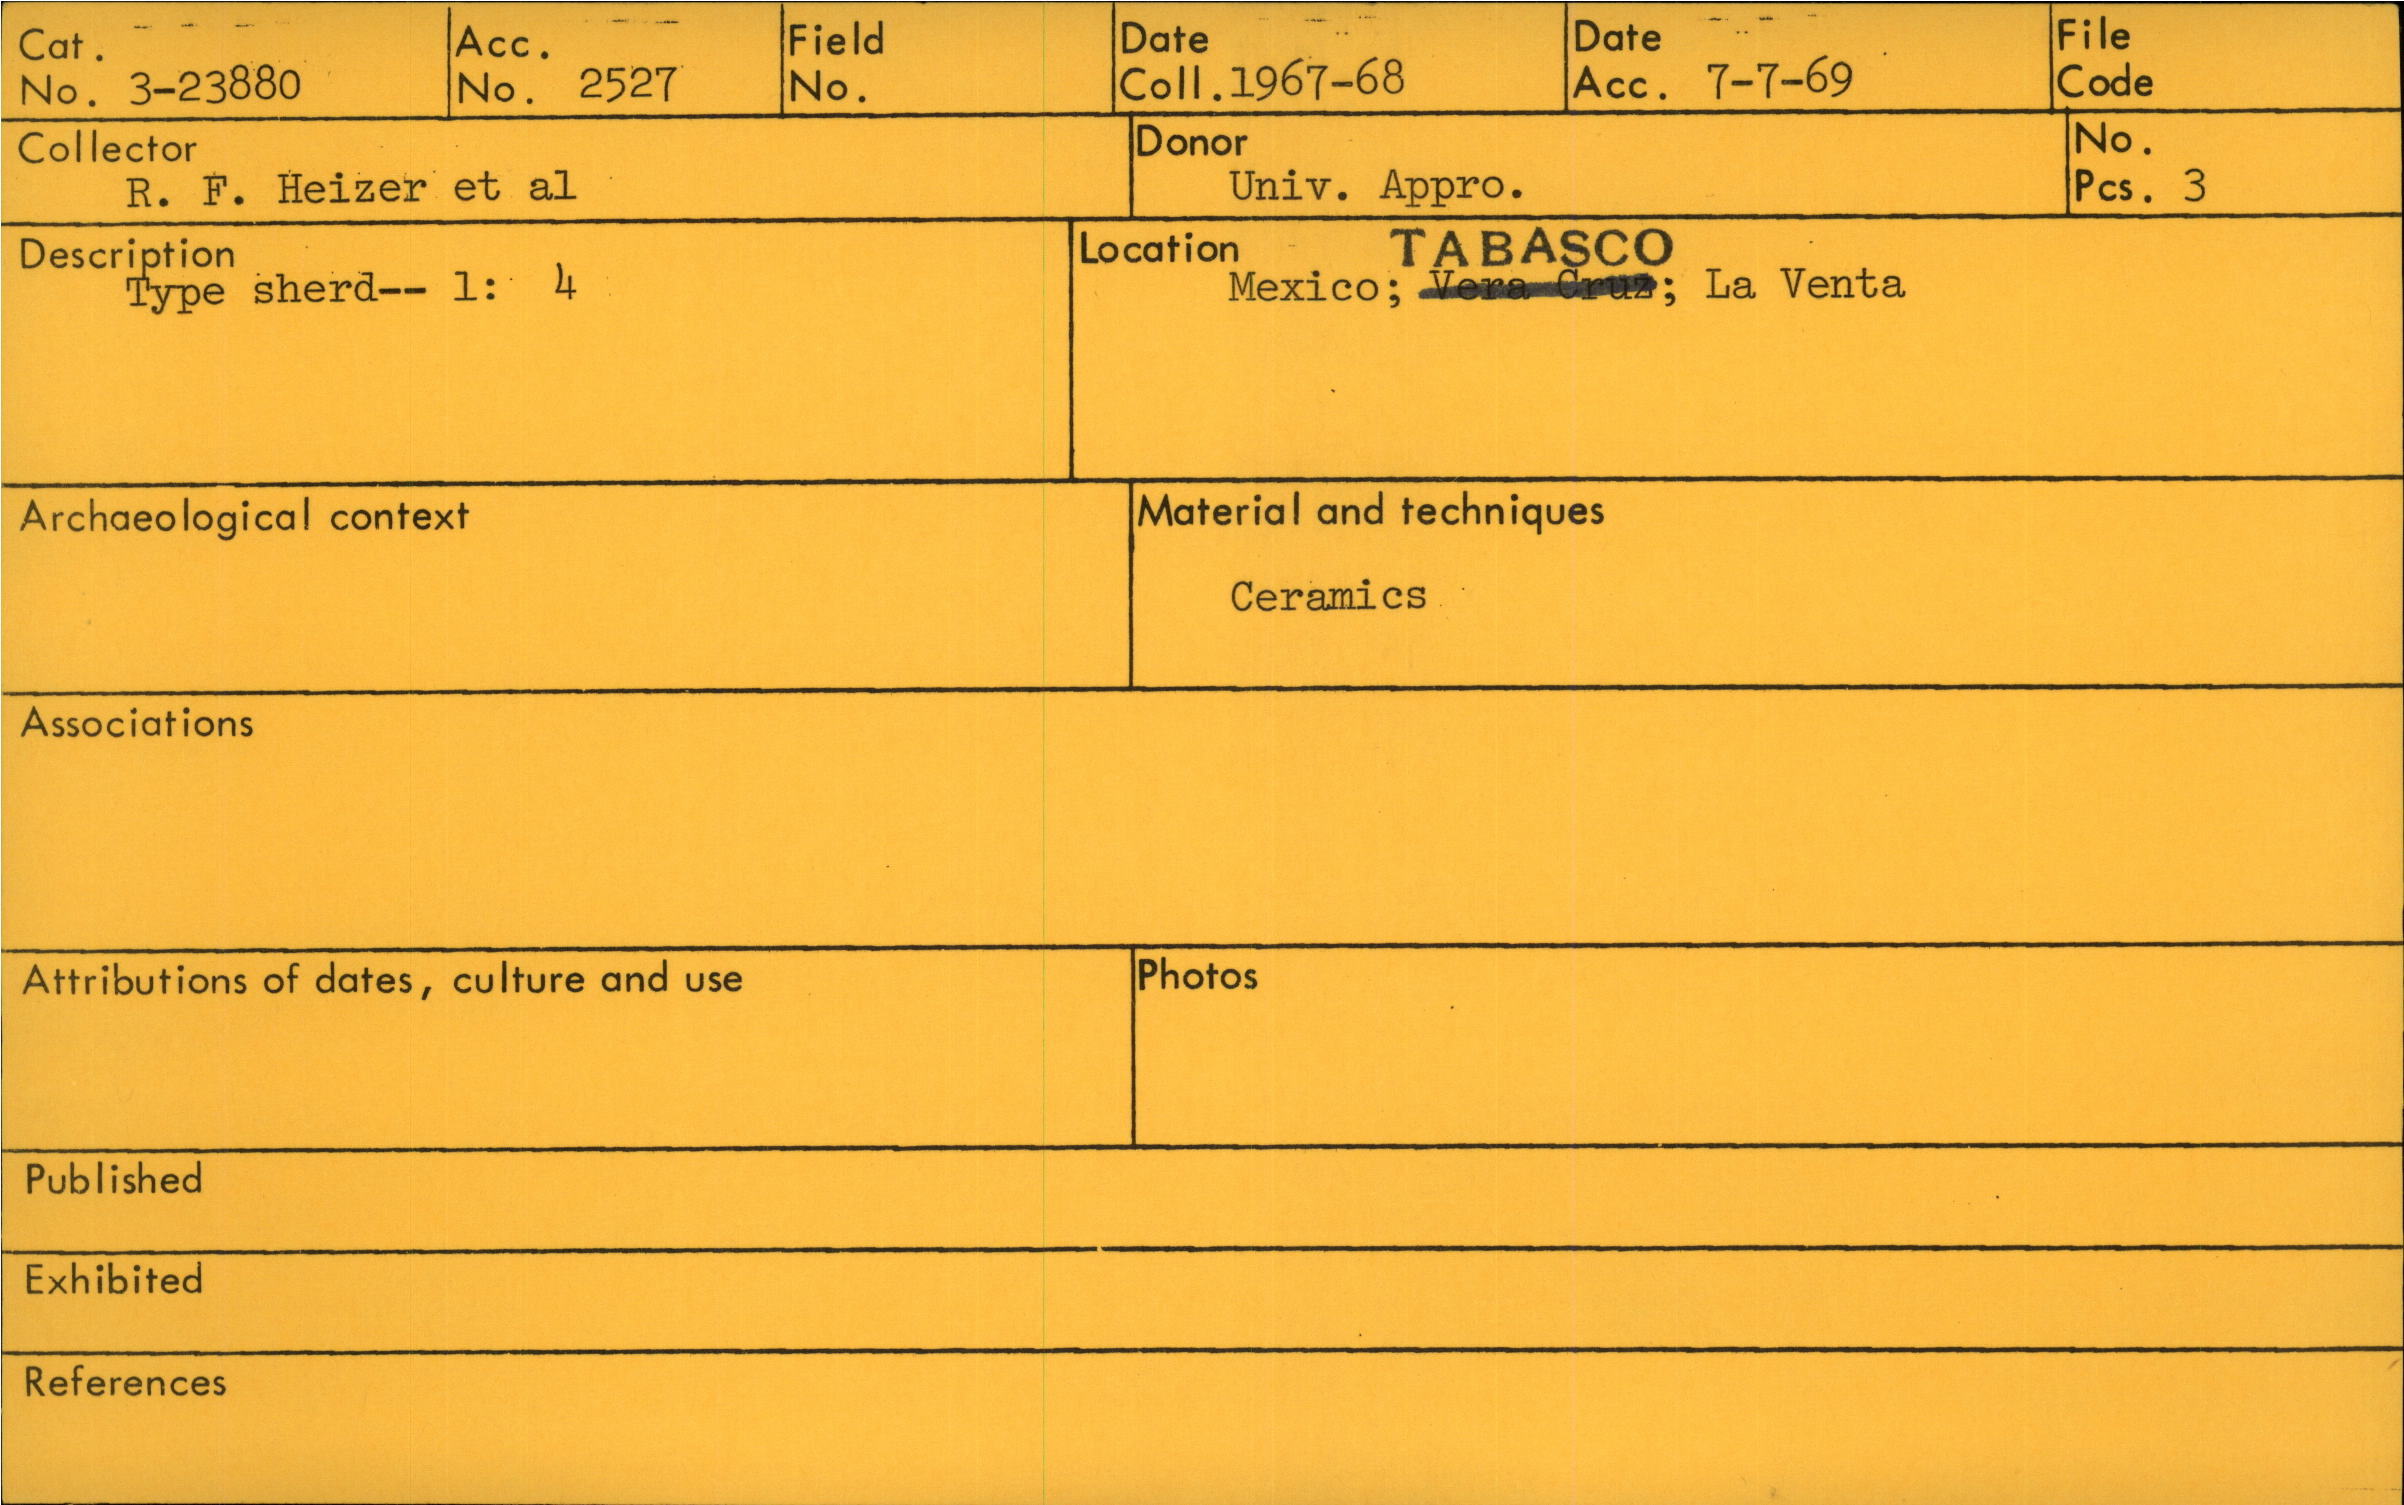 Cat. No. 3-23880
Acc. No. 2527
Field No.
Date Coll. 1967-68
Date Acc. 7-7-69
File Code
Collector
R. F. Heizer et al
Donor
Univ. Appro.
No. Pcs. 3
Description
Type sherd-- 1: 4
Location
TABASCO
Mexico; Vera Cruz; La Venta
Archaeological context
Material and techniques
Ceramics
Associations
Attributions of dates, culture and use
Photos
Published
Exhibited
References